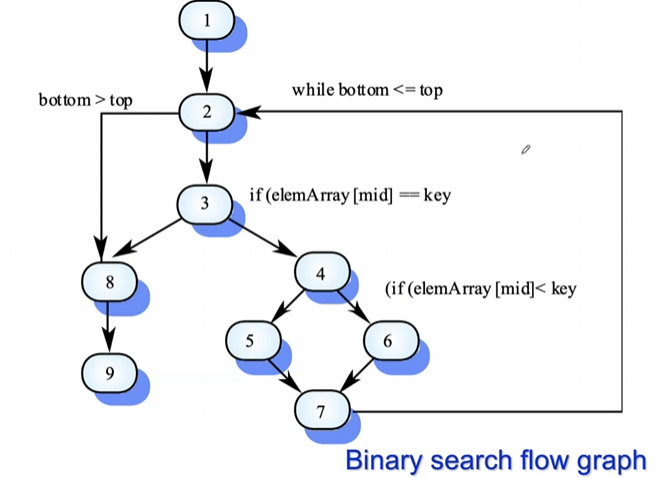 1
while bottom <= top
bottom > top
2
3
if (elemArray [mid] == key
4
8
(if (elemArray [mid]< key
5
6
9
7
Binary search flow graph